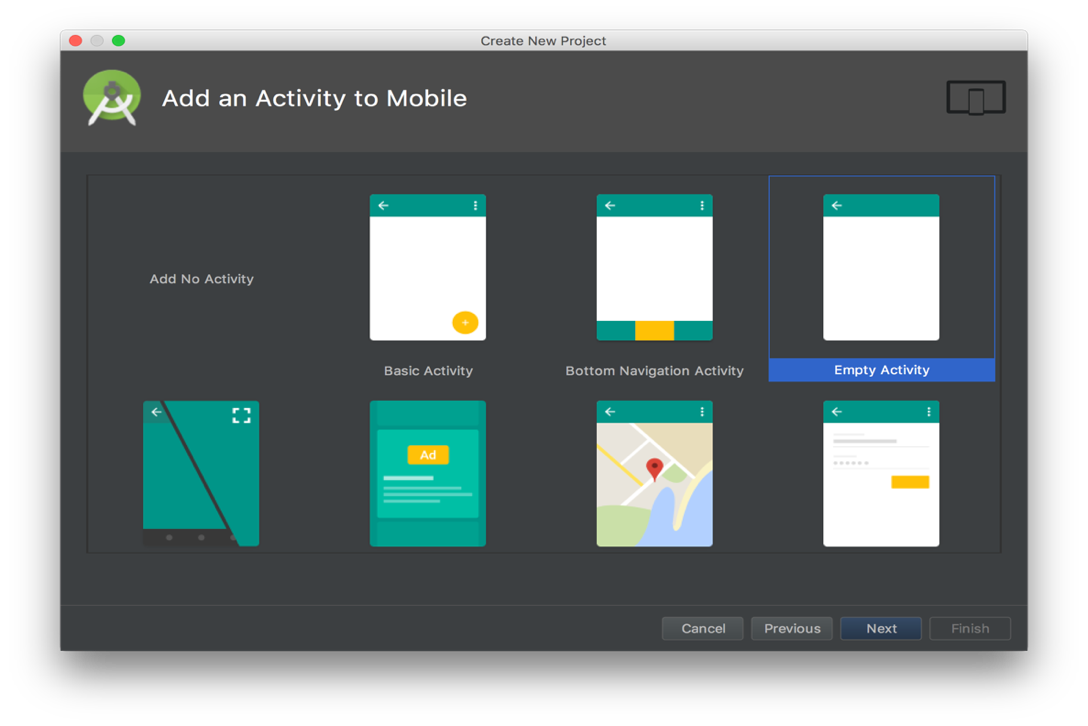 Create New Project
Add an Activity to Mobile
Add No Activity
Basic Activity
Bottom Navigation Activity
Empty Activity
Ad
Cancel
Previous
Next
Finish